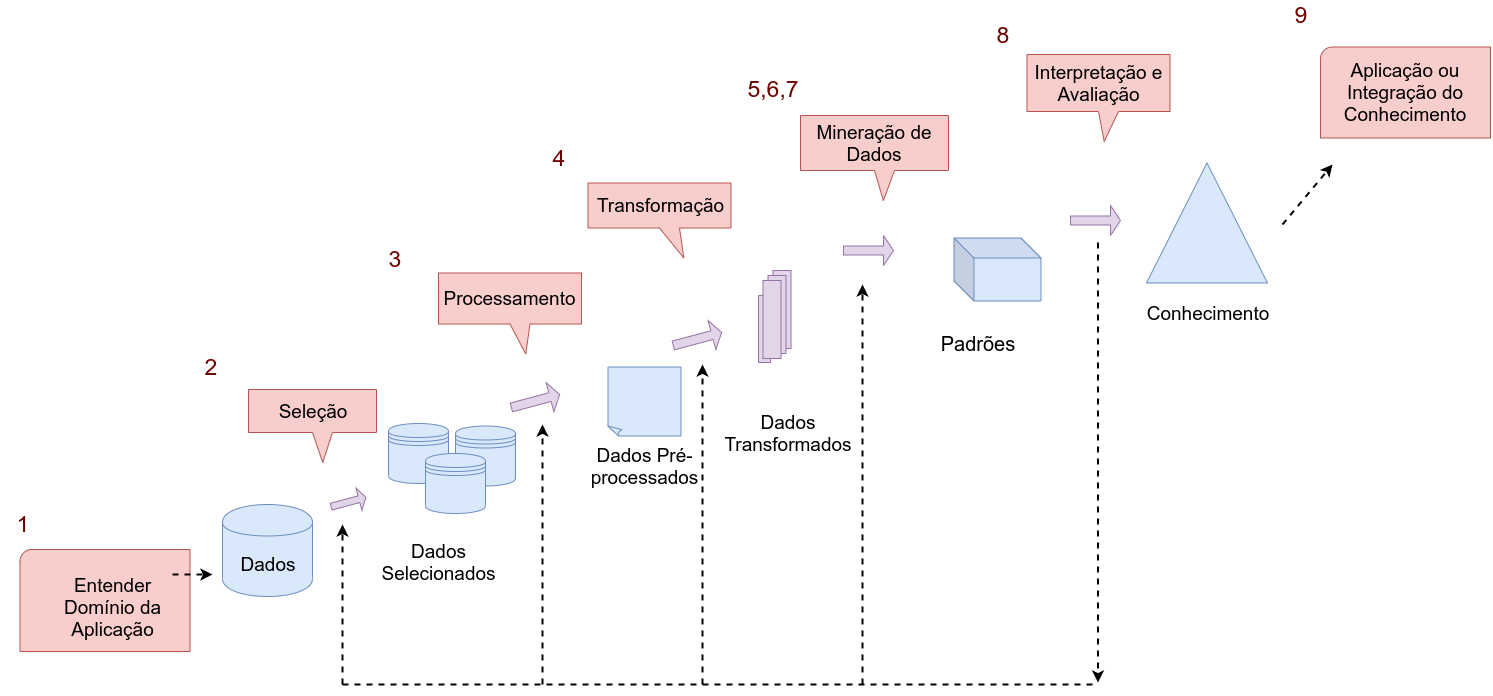 1
Entender
Domínio da
Aplicação
Dados
2
Seleção
Dados
Selecionados
3
Processamento
Dados Pré-
processados
4
Transformação
Dados
Transformados
5,6,7
Mineração de
Dados
Padrões
8
Interpretação e
Avaliação
Conhecimento
9
Aplicação ou
Integração do
Conhecimento